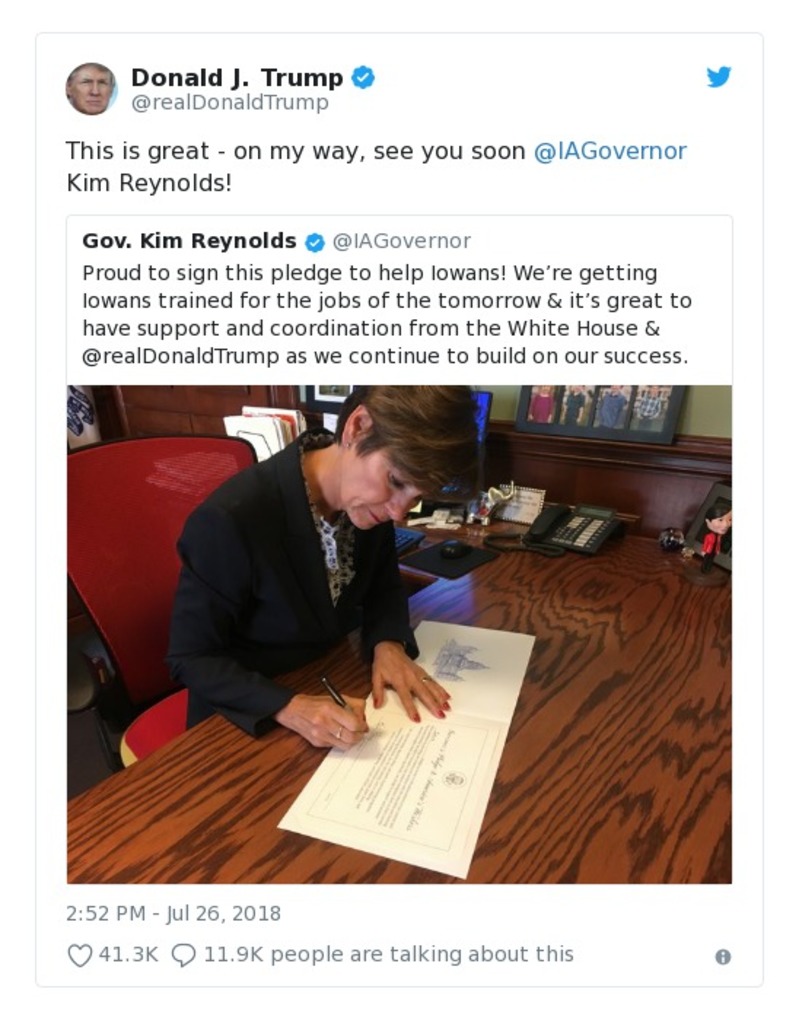 Donald J. Trump
@realDonaldTrump
This is great - on my way, see you soon @IAGovernor
Kim Reynolds!
Gov. Kim Reynolds @IAGovernor
Proud to sign this pledge to help Iowans! We’re getting
Iowans trained for the jobs of the tomorrow & it’s great to
have support and coordination from the White House &
@realDonaldTrump as we continue to build on our success.
2:52 PM - Jul 26, 2018
41.3K 11.9K people are talking about this